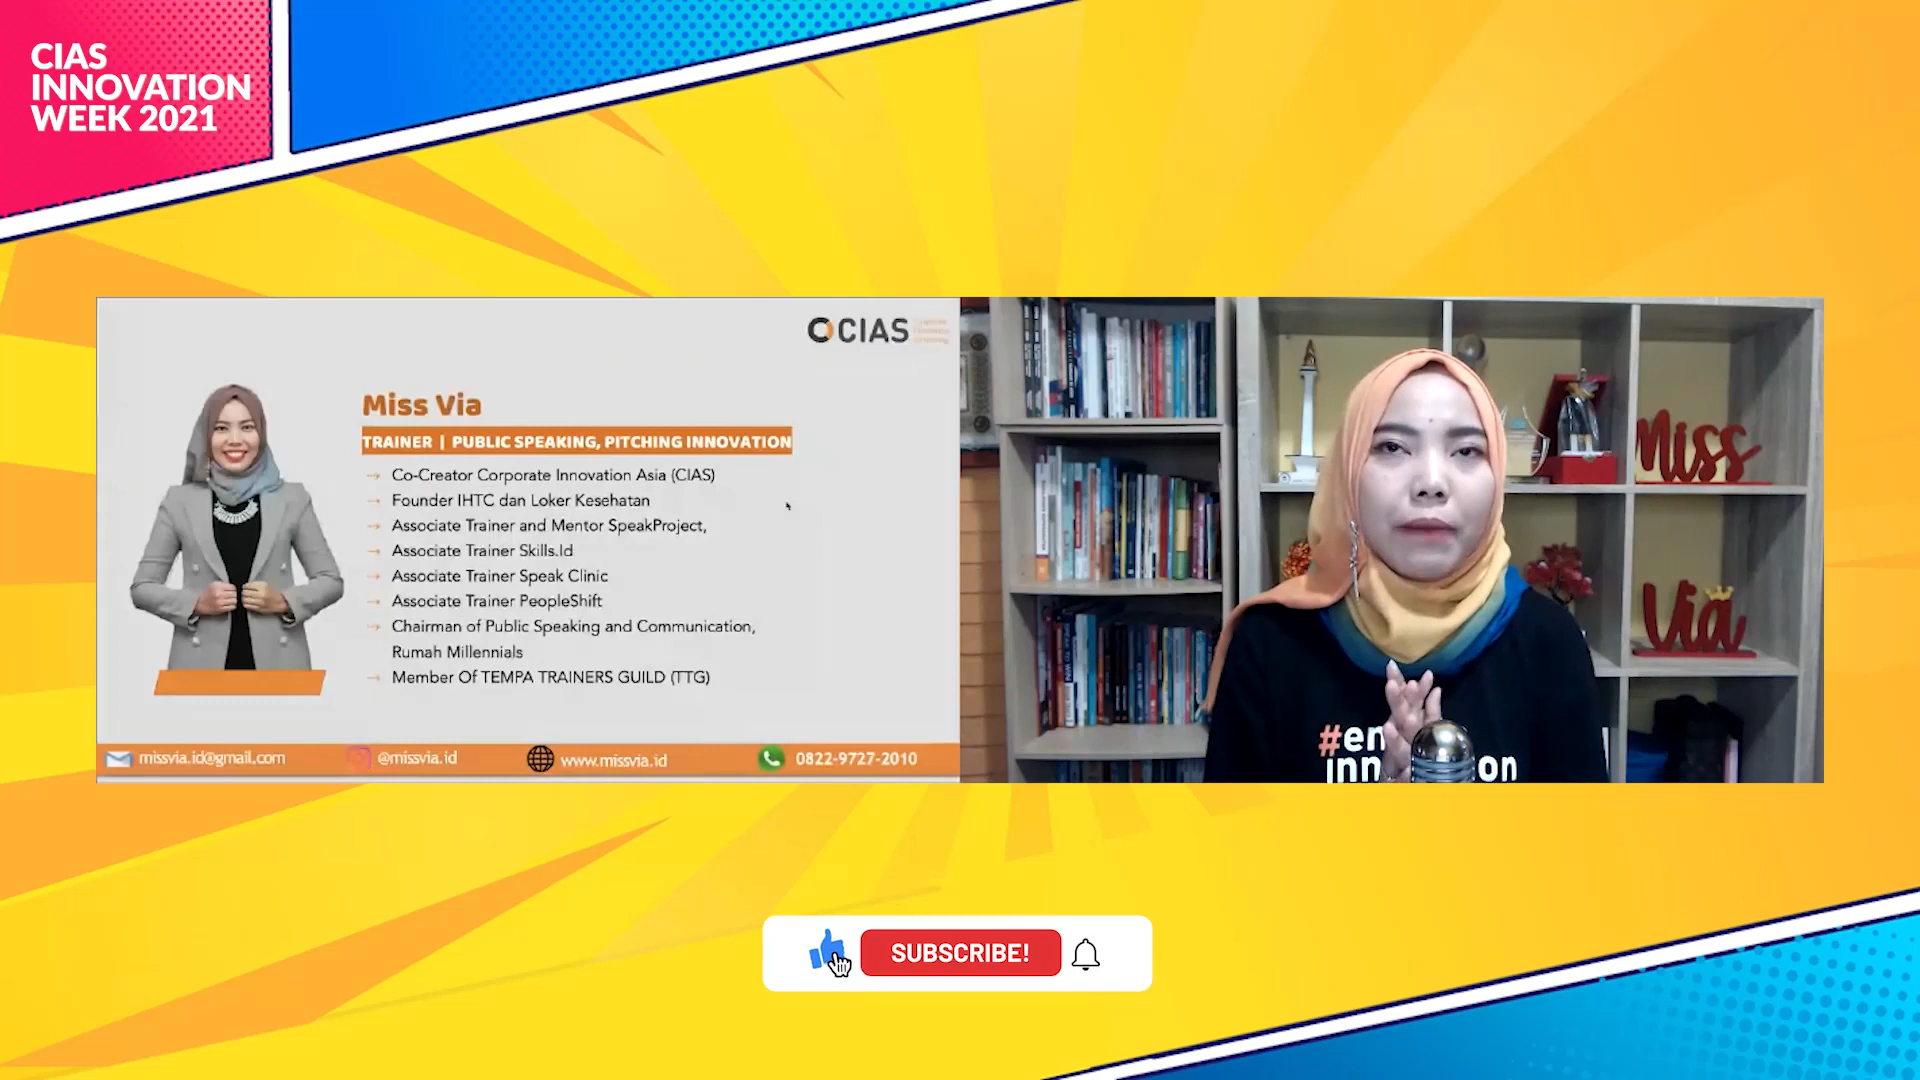 CIAS
INNOVATION
WEEK 2021
CIAS
Miss Via
TRAINER | PUBLIC SPEAKING, PITCHING INNOVATION
→ Co-Creator Corporate Innovation Asia (CIAS)
→ Founder IHTC dan Loker Kesehatan
→ Associate Trainer and Mentor SpeakProject,
→ Associate Trainer Skills.Id
→ Associate Trainer Speak Clinic
→ Associate Trainer PeopleShift
→ Chairman of Public Speaking and Communication,
Rumah Millennials
→ Member Of TEMPA TRAINERS GUILD (TTG)
missvia.id@gmail.com
@missvia.id
www.missvia.id
0822-9727-2010
Miss
Via
#en
inn on
SUBSCRIBE!